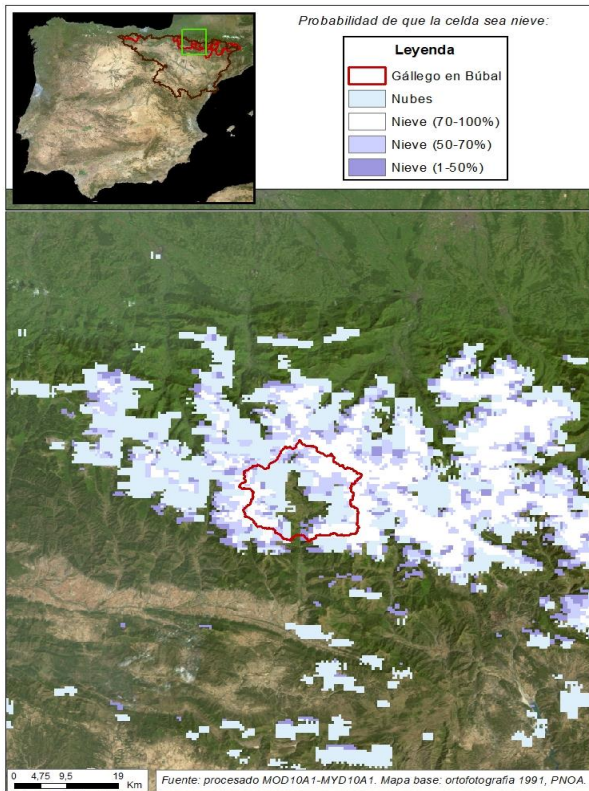 Probabilidad de que la celda sea nieve:
Leyenda
Gállego en Búbal
Nubes
Nieve (70-100%)
Nieve (50-70%)
Nieve (1-50%)
0 4,75 9,5 19
Km
Fuente: procesado MOD10A1-MYD10A1. Mapa base: ortofotografia 1991, PNOA.